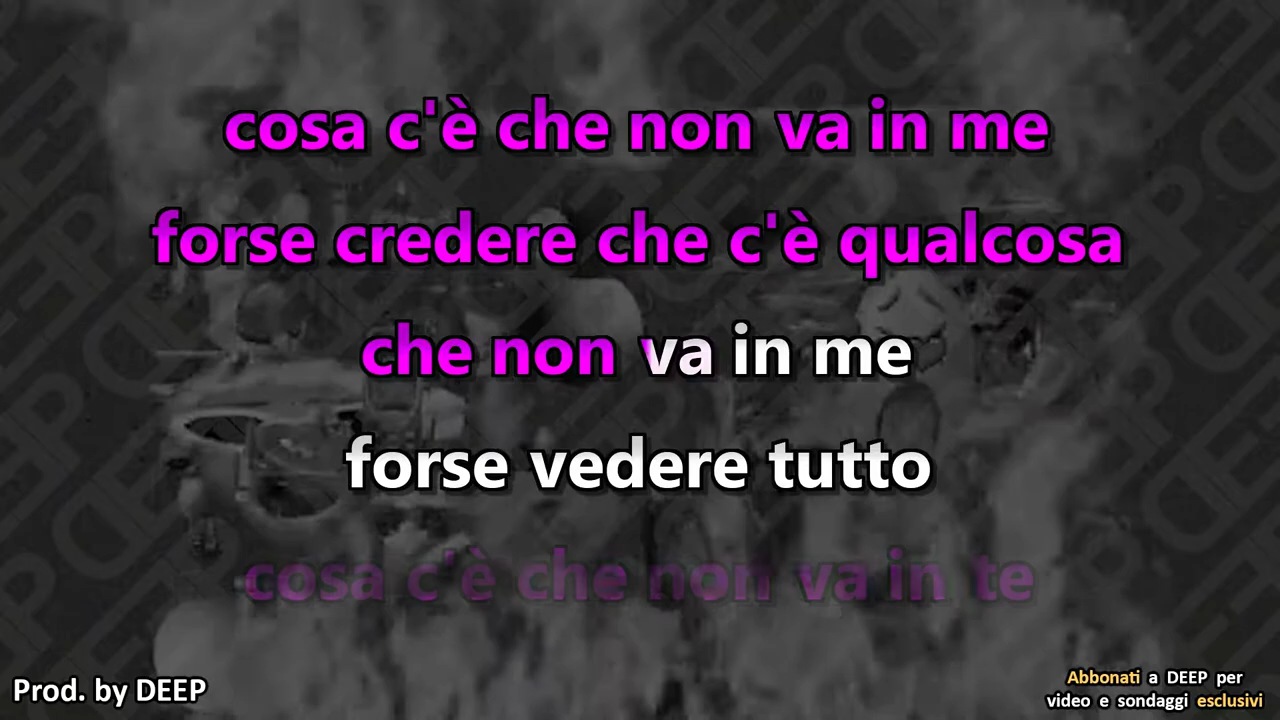 cosa c'è che non va in me
forse credere che c'è qualcosa
che non va in me
forse vedere tutto
cosa c'è che non va in te
Prod. by DEEP
Abbonati a DEEP per
video e sondaggi esclusivi